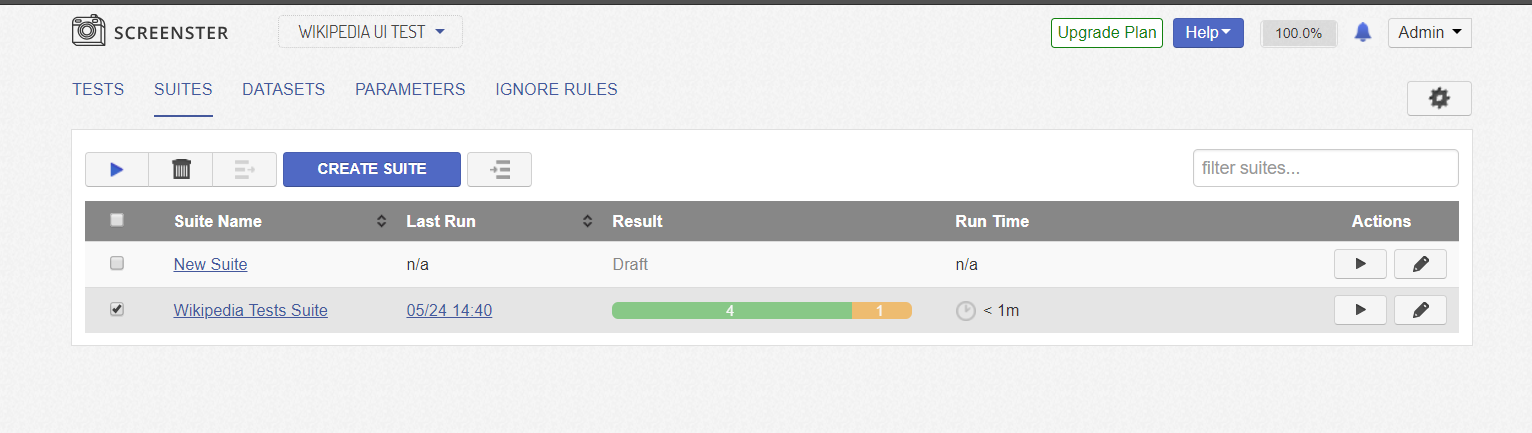 SCREENSTER
WIKIPEDIA UI TEST
Upgrade Plan
Help
100.0%
Admin
TESTS
SUITES
DATASETS
PARAMETERS
IGNORE RULES
CREATE SUITE
filter suites...
Suite Name
Last Run
Result
Run Time
Actions
New Suite
n/a
Draft
n/a
Wikipedia Tests Suite
05/24 14:40
4
1
< 1m